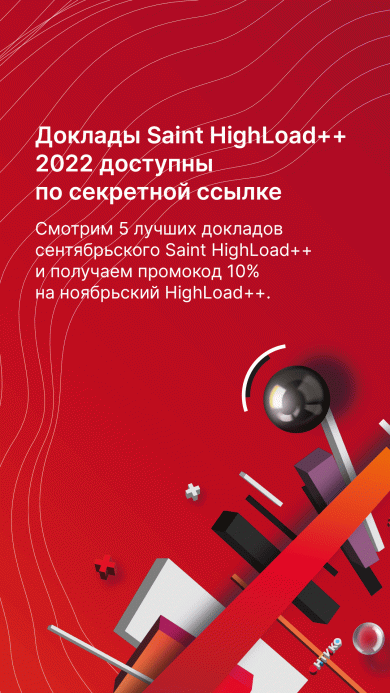 Доклады Saint HighLoad++
2022 доступны
по секретной ссылке
Смотрим 5 лучших докладов
сентябрьского Saint HighLoad++
и получаем промокод 10%
на ноябрьский HighLoad++.